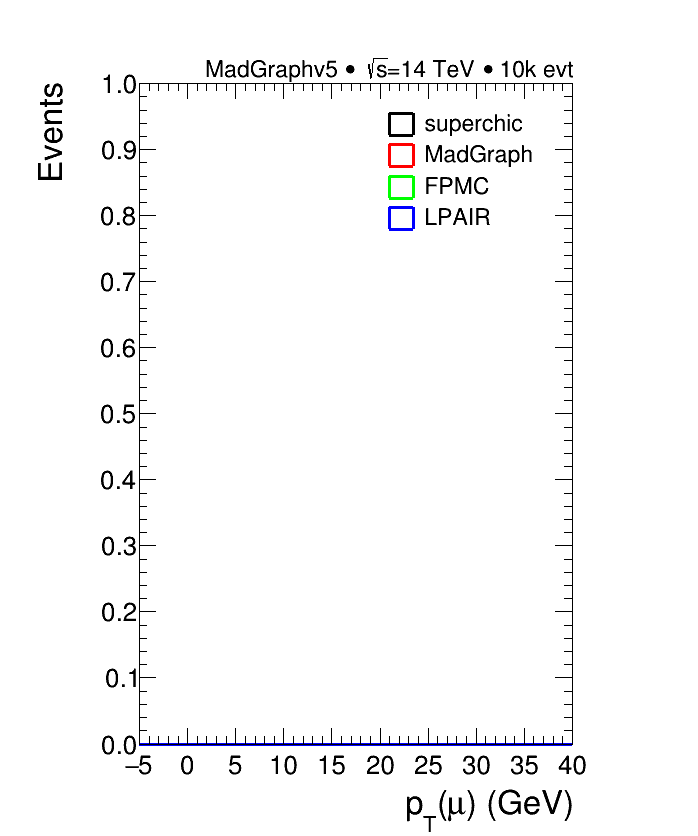 MadGraphv5 • √s=14 TeV • 10k evt
Events
superchic
MadGraph
FPMC
LPAIR
1.0
0.9
0.8
0.7
0.6
0.5
0.4
0.3
0.2
0.1
0.0
−5 0 5 10 15 20 25 30 35 40
p_T(μ) (GeV)